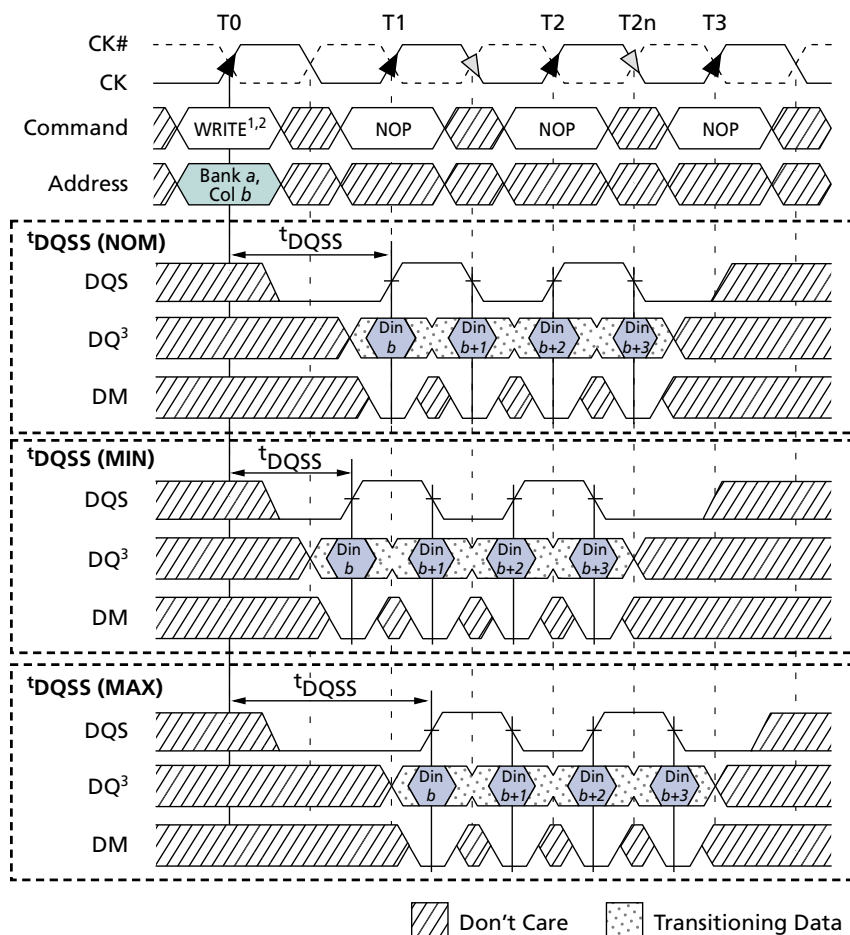 T0 T1 T2 T2n T3
CK#
CK
Command WRITE1,2 NOP NOP NOP
Address Bank a,
Col b
tDQSS (NOM) tDQSS
DQS
DQ3 Din Din Din Din
b b+1 b+2 b+3
DM
tDQSS (MIN) tDQSS
DQS
DQ3 Din Din Din Din
b b+1 b+2 b+3
DM
tDQSS (MAX) tDQSS
DQS
DQ3 Din Din Din Din
b b+1 b+2 b+3
DM
Don't Care Transitioning Data